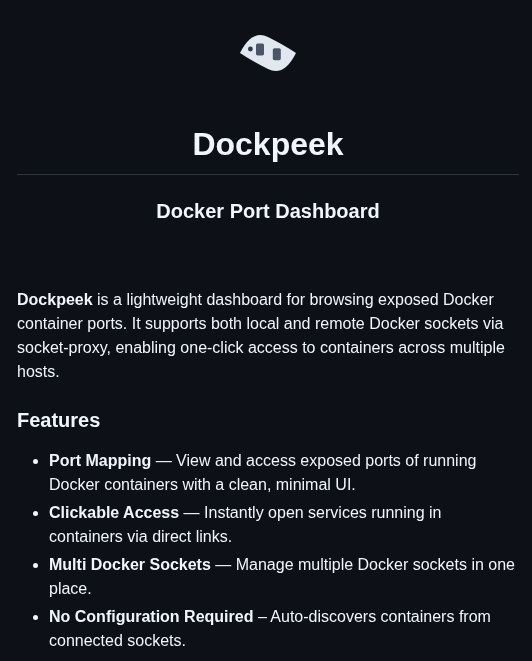 Dockpeek
Docker Port Dashboard
Dockpeek is a lightweight dashboard for browsing exposed Docker
container ports. It supports both local and remote Docker sockets via
socket-proxy, enabling one-click access to containers across multiple
hosts.
Features
• Port Mapping — View and access exposed ports of running
Docker containers with a clean, minimal UI.
• Clickable Access — Instantly open services running in
containers via direct links.
• Multi Docker Sockets — Manage multiple Docker sockets in one
place.
• No Configuration Required – Auto-discovers containers from
connected sockets.